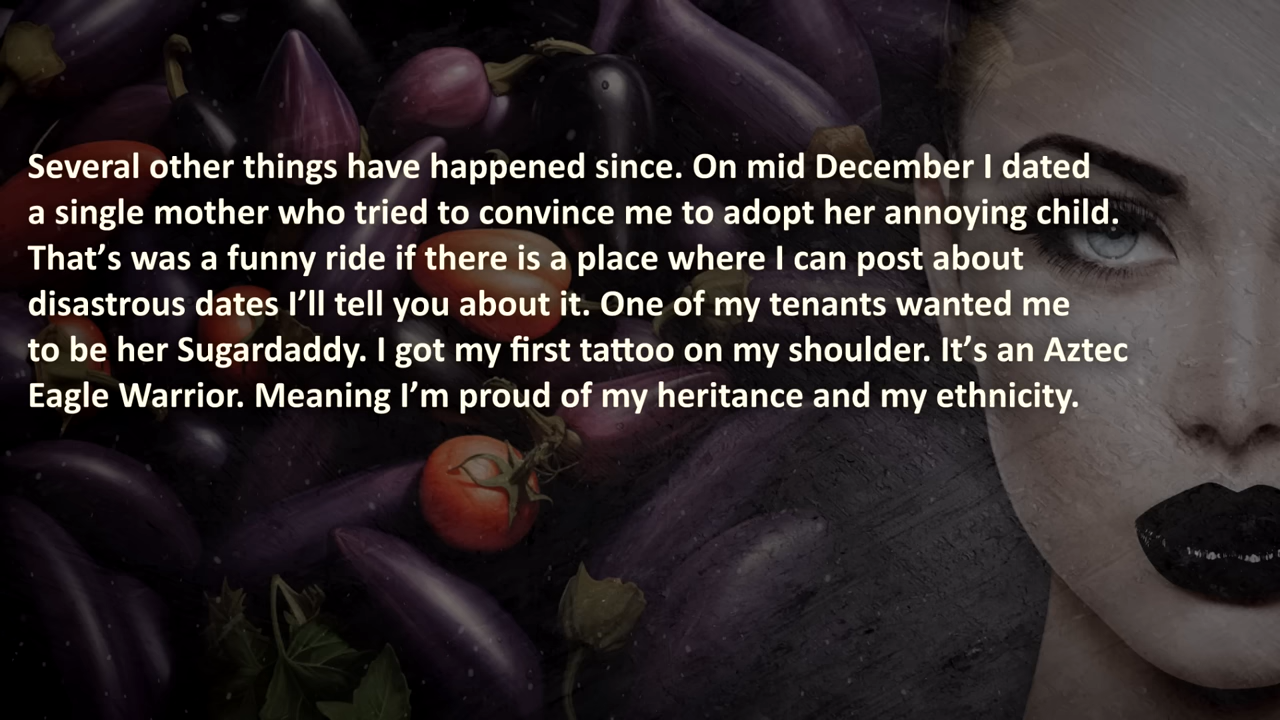 Several other things have happened since. On mid December I dated
a single mother who tried to convince me to adopt her annoying child.
That’s was a funny ride if there is a place where I can post about
disastrous dates I’ll tell you about it. One of my tenants wanted me
to be her Sugardaddy. I got my first tattoo on my shoulder. It’s an Aztec
Eagle Warrior. Meaning I’m proud of my heritance and my ethnicity.